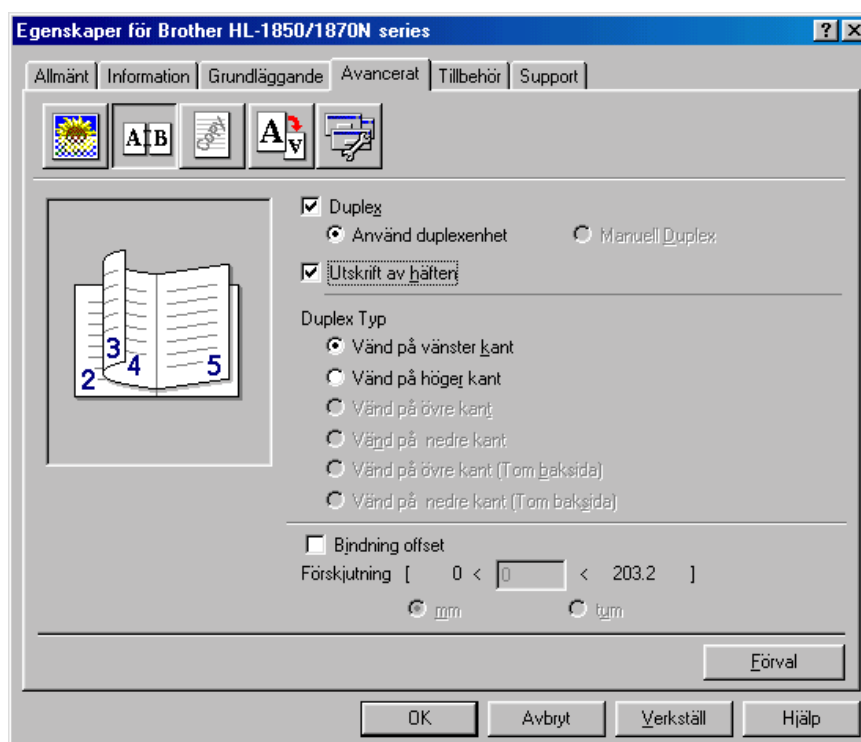 Egenskaper för Brother HL-1850/1870N series
Allmänt Information Grundläggande Avancerat Tillbehör Support
A B Copy A A
Duplex
Använd duplexenhet Manuell Duplex
Utskrift av häften
Duplex Typ
Vänd på vänster kant
Vänd på höger kant
Vänd på övre kant
Vänd på nedre kant
Vänd på övre kant (Tom baksida)
Vänd på nedre kant (Tom baksida)
2 3 4 5
Bindning offset
Förskjutning [ 0 < 0 < 203.2 ]
mm tum
Förval
OK Avbryt Verkställ Hjälp